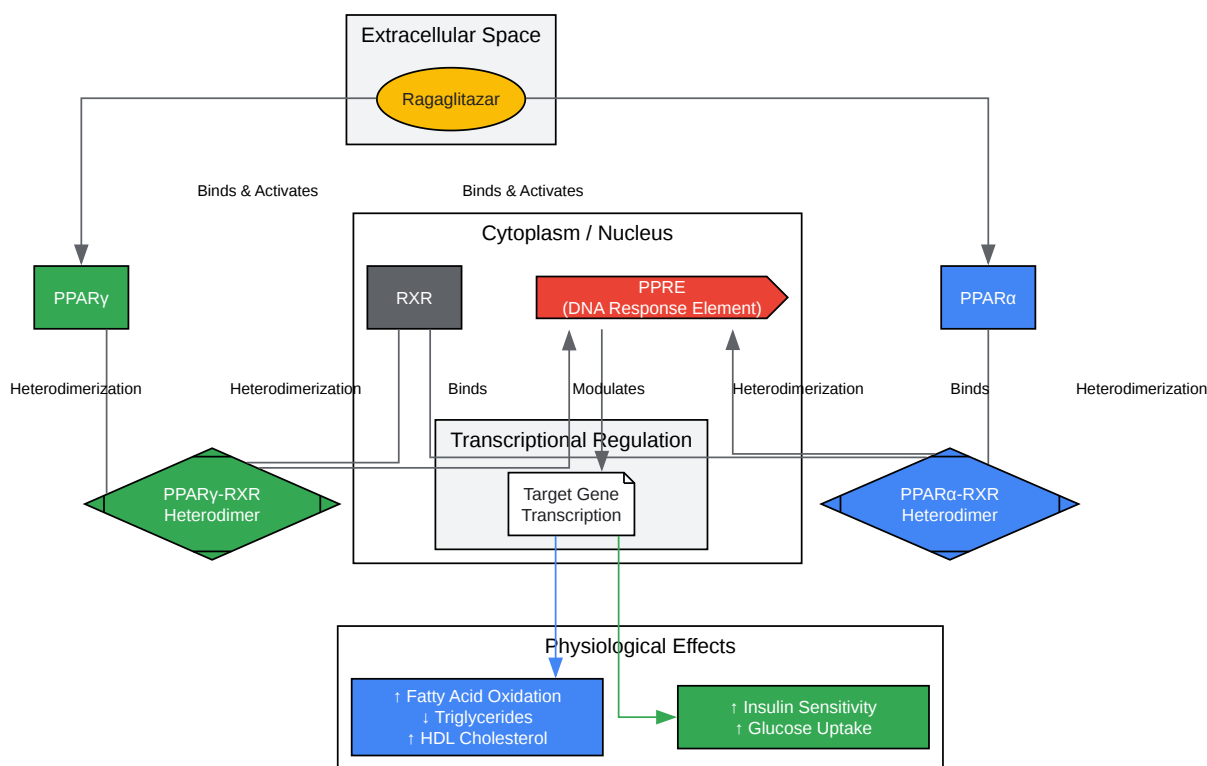 Extracellular Space
Ragaglitazar
Binds & Activates
Binds & Activates
Cytoplasm / Nucleus
PPARγ
RXR
PPRE
(DNA Response Element)
PPARα
Heterodimerization
Heterodimerization
Binds
Modulates
Heterodimerization
Binds
Heterodimerization
Transcriptional Regulation
PPARγ-RXR
Heterodimer
Target Gene
Transcription
PPARα-RXR
Heterodimer
Physiological Effects
↑ Fatty Acid Oxidation
↓ Triglycerides
↑ HDL Cholesterol
↑ Insulin Sensitivity
↑ Glucose Uptake